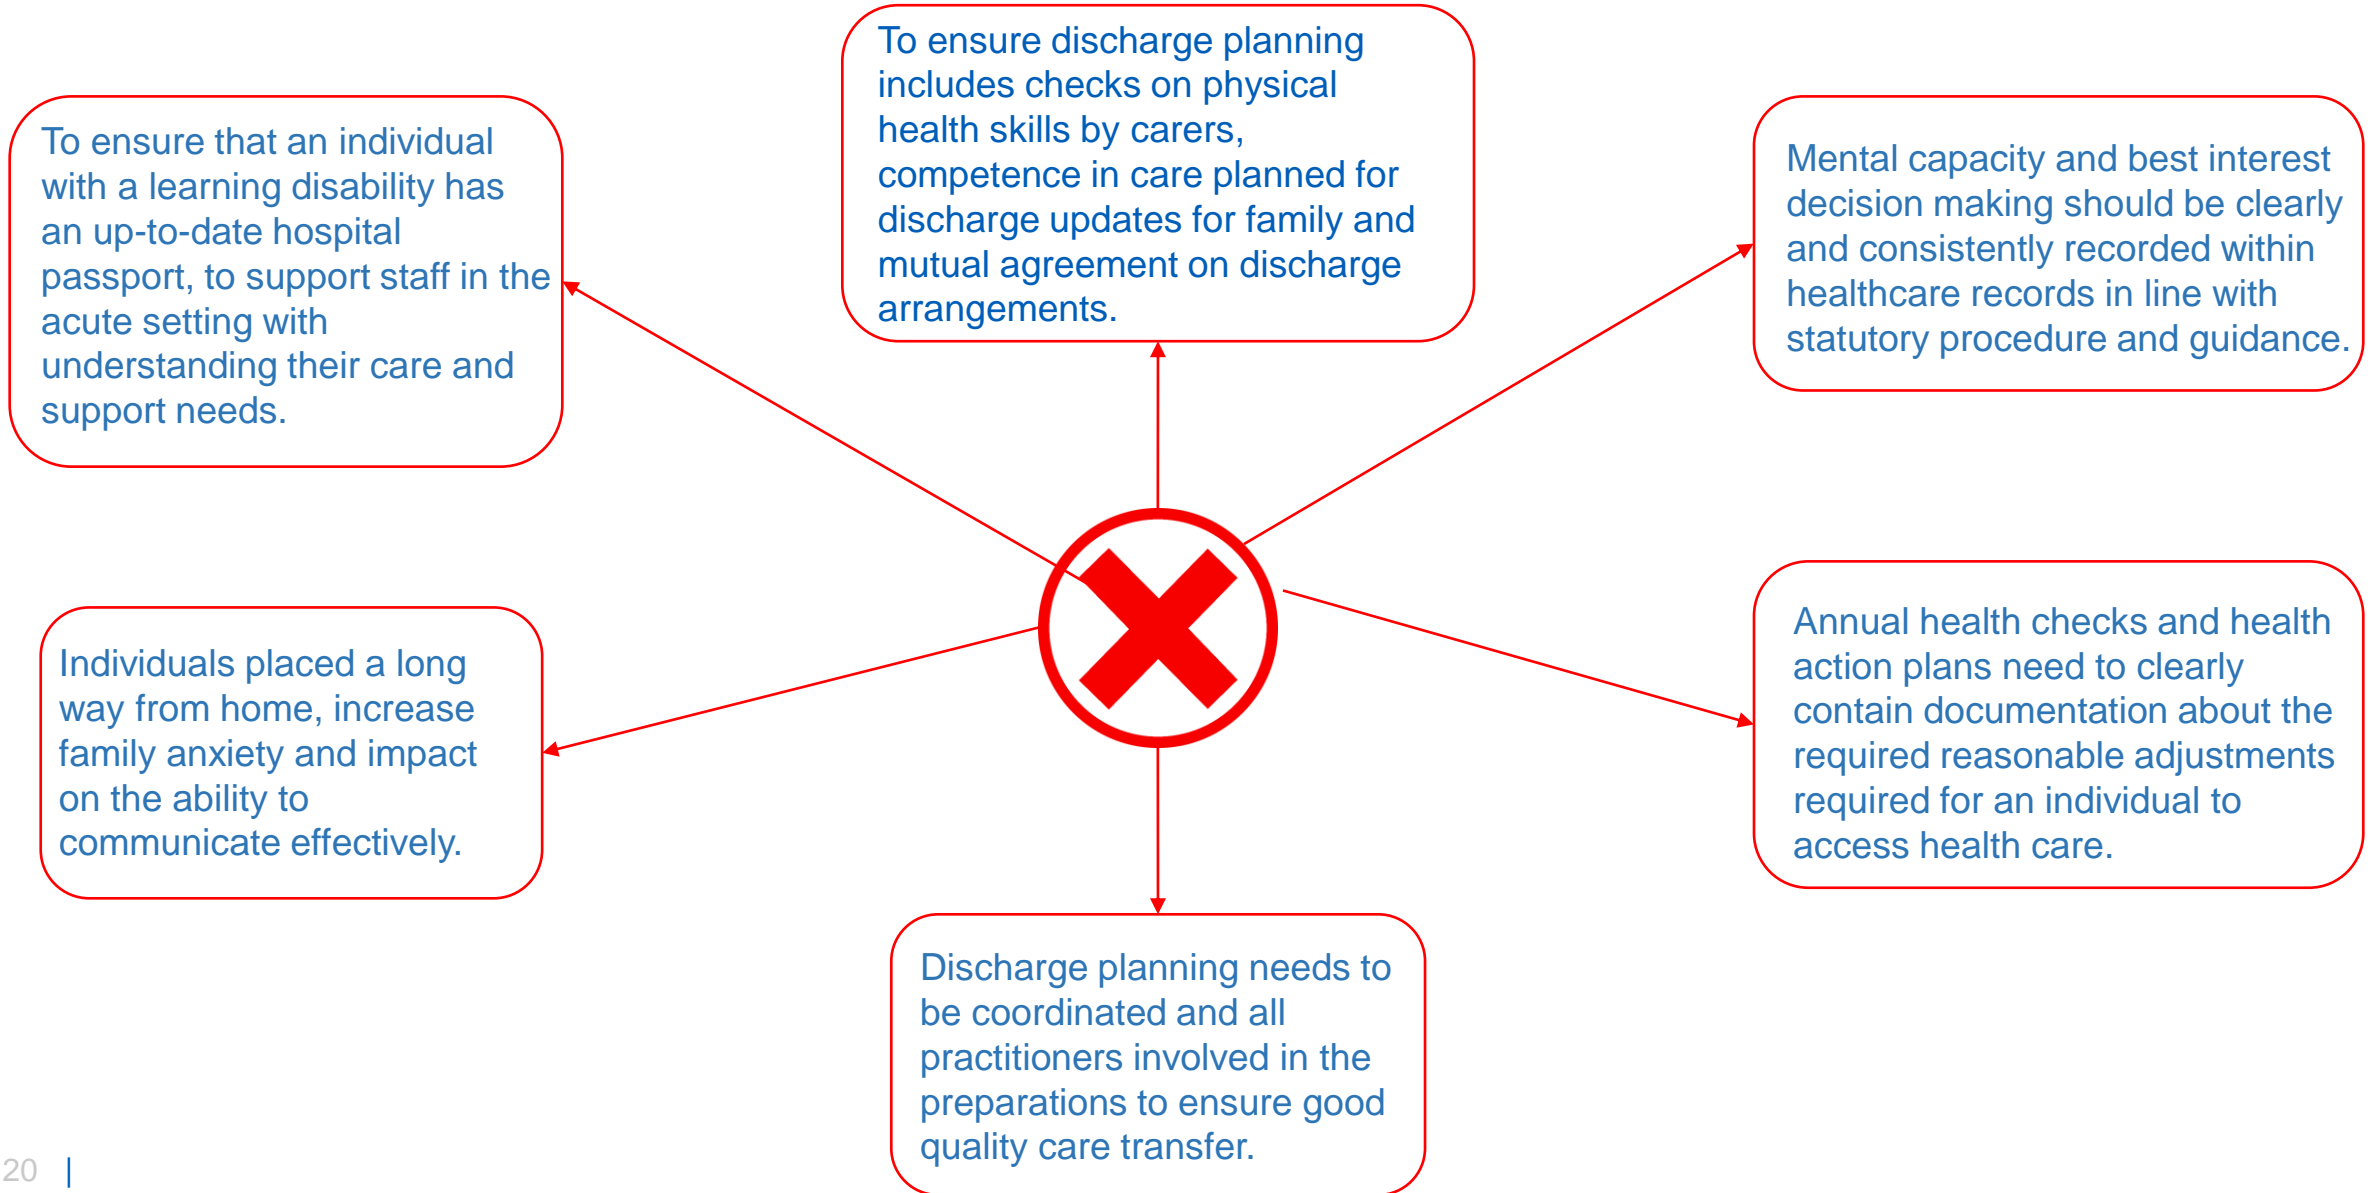 To ensure discharge planning
includes checks on physical
health skills by carers,
competence in care planned for
discharge updates for family and
mutual agreement on discharge
arrangements.
To ensure that an individual
with a learning disability has
an up-to-date hospital
passport, to support staff in the
acute setting with
understanding their care and
support needs.
Mental capacity and best interest
decision making should be clearly
and consistently recorded within
healthcare records in line with
statutory procedure and guidance.
Individuals placed a long
way from home, increase
family anxiety and impact
on the ability to
communicate effectively.
Annual health checks and health
action plans need to clearly
contain documentation about the
required reasonable adjustments
required for an individual to
access health care.
Discharge planning needs to
be coordinated and all
practitioners involved in the
preparations to ensure good
quality care transfer.
20 |